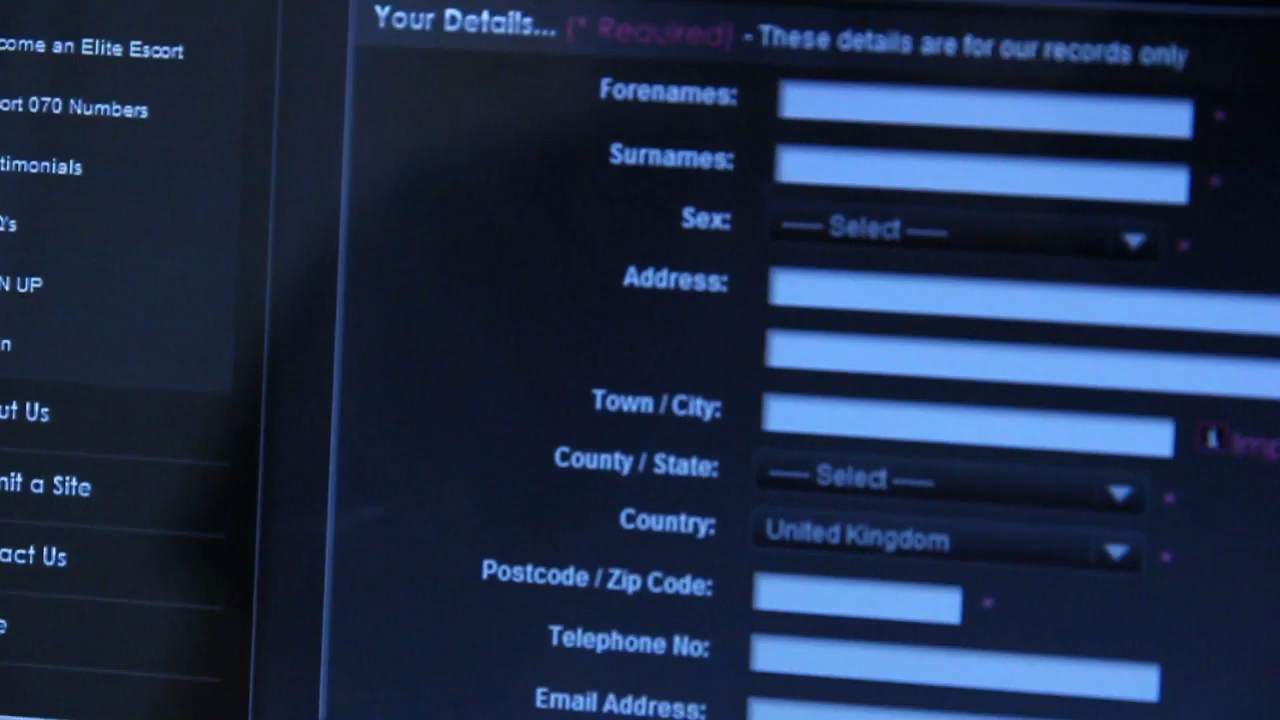 come an Elite Escort
ort 070 Numbers
timonials
Q's
N UP
n
ut Us
mit a Site
act Us
e
Your Details... (* Required) - These details are for our records only
Forenames: *
Surnames: *
Sex: ---- Select ---- *
Address:
Town / City:
County / State: ---- Select ---- *
Country: United Kingdom *
Postcode / Zip Code: *
Telephone No:
Email Address: